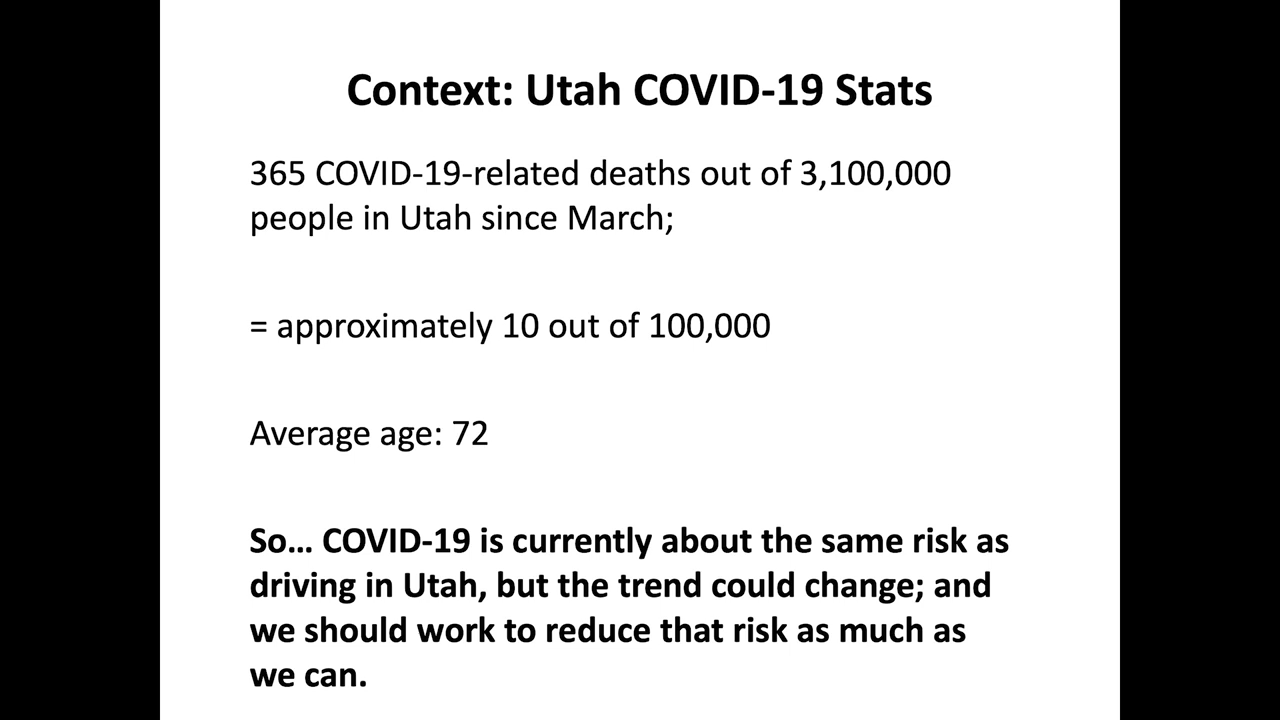 Context: Utah COVID-19 Stats
365 COVID-19-related deaths out of 3,100,000
people in Utah since March;
= approximately 10 out of 100,000
Average age: 72
So... COVID-19 is currently about the same risk as
driving in Utah, but the trend could change; and
we should work to reduce that risk as much as
we can.